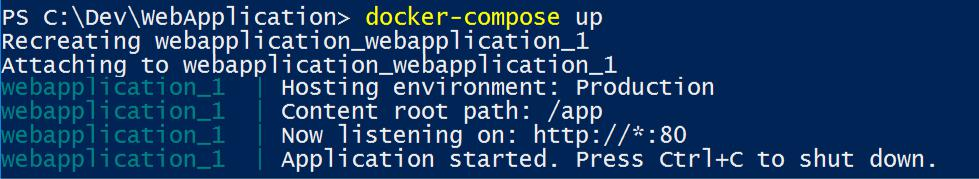 PS C:\Dev\WebApplication> docker-compose up
Recreating webapplication_webapplication_1
Attaching to webapplication_webapplication_1
webapplication_1  | Hosting environment: Production
webapplication_1  | Content root path: /app
webapplication_1  | Now listening on: http://*:80
webapplication_1  | Application started. Press Ctrl+C to shut down.